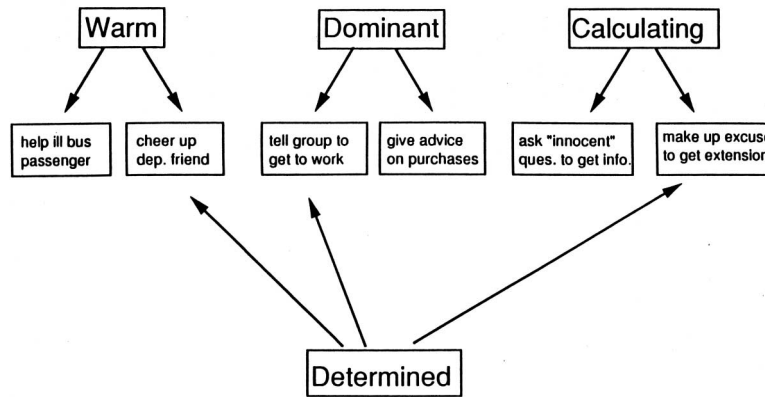 Warm
Dominant
Calculating
help ill bus
passenger
cheer up
dep. friend
tell group to
get to work
give advice
on purchases
ask "innocent"
ques. to get info.
make up excuse
to get extension
Determined